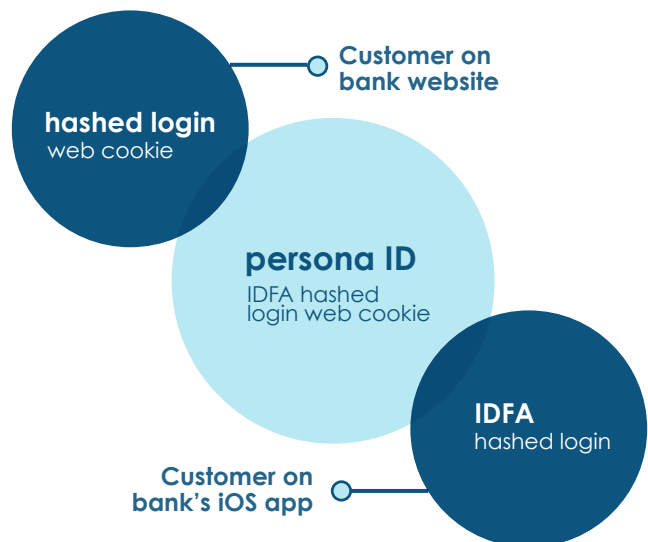 Customer on
bank website
hashed login
web cookie
persona ID
IDFA hashed
login web cookie
IDFA
hashed login
Customer on
bank’s iOS app